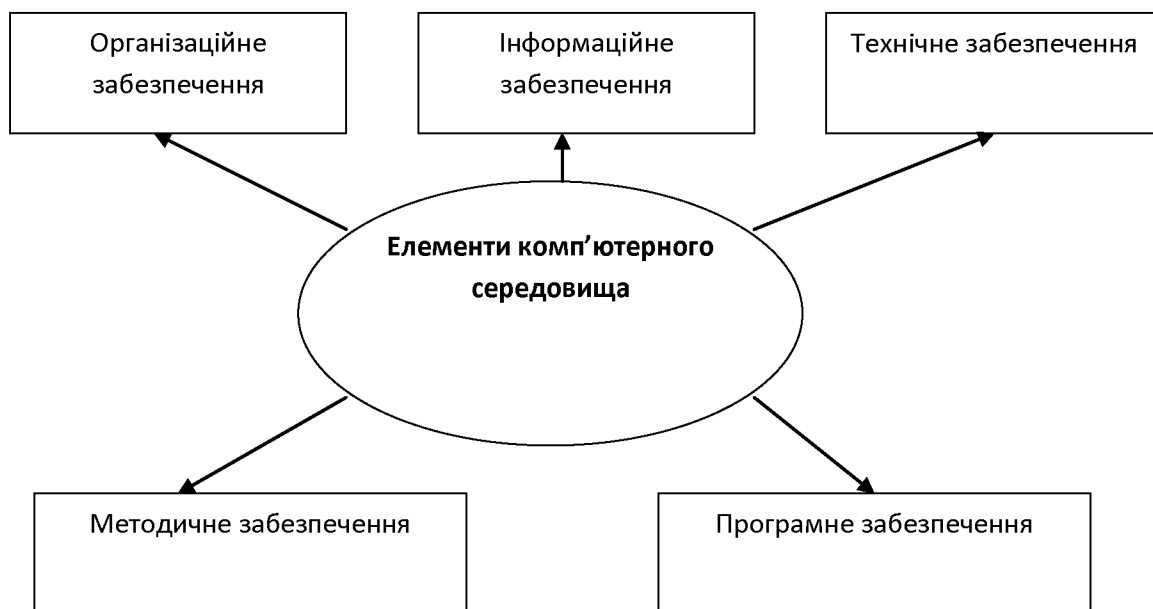 Організаційне
забезпечення
Інформаційне
забезпечення
Технічне забезпечення
Елементи комп’ютерного
середовища
Методичне забезпечення
Програмне забезпечення